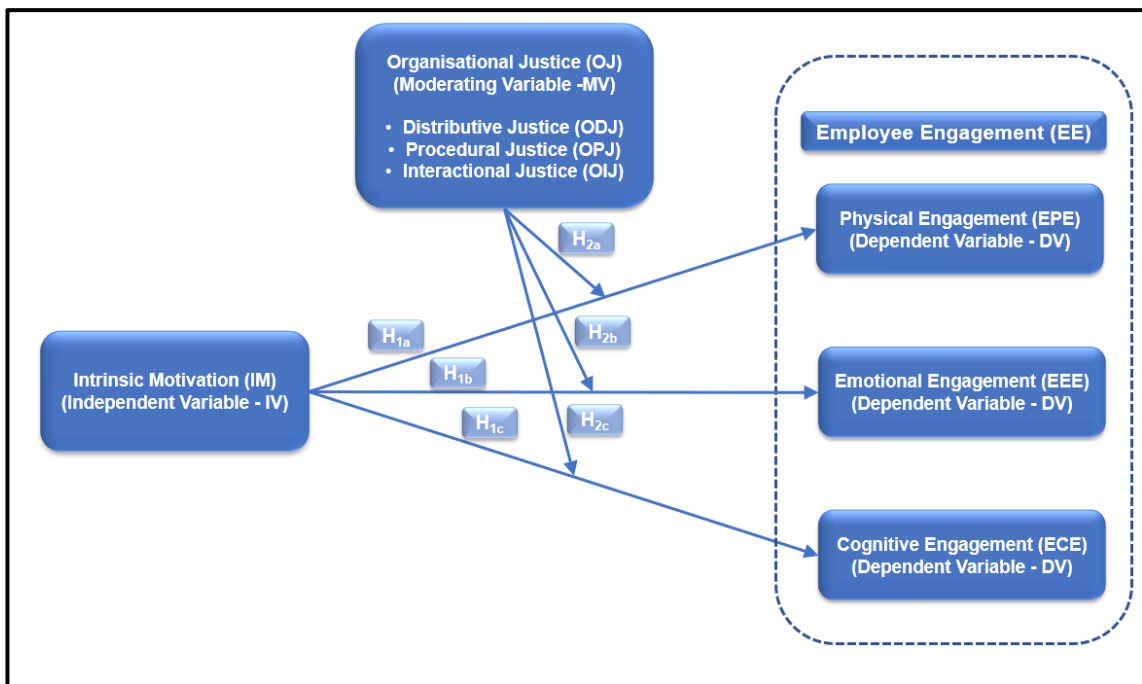 Organisational Justice (OJ)
(Moderating Variable -MV)
• Distributive Justice (ODJ)
• Procedural Justice (OPJ)
• Interactional Justice (OIJ)
Employee Engagement (EE)
Physical Engagement (EPE)
(Dependent Variable - DV)
H2a
H1a
H2b
Intrinsic Motivation (IM)
(Independent Variable - IV)
H1b
Emotional Engagement (EEE)
(Dependent Variable - DV)
H1c
H2c
Cognitive Engagement (ECE)
(Dependent Variable - DV)